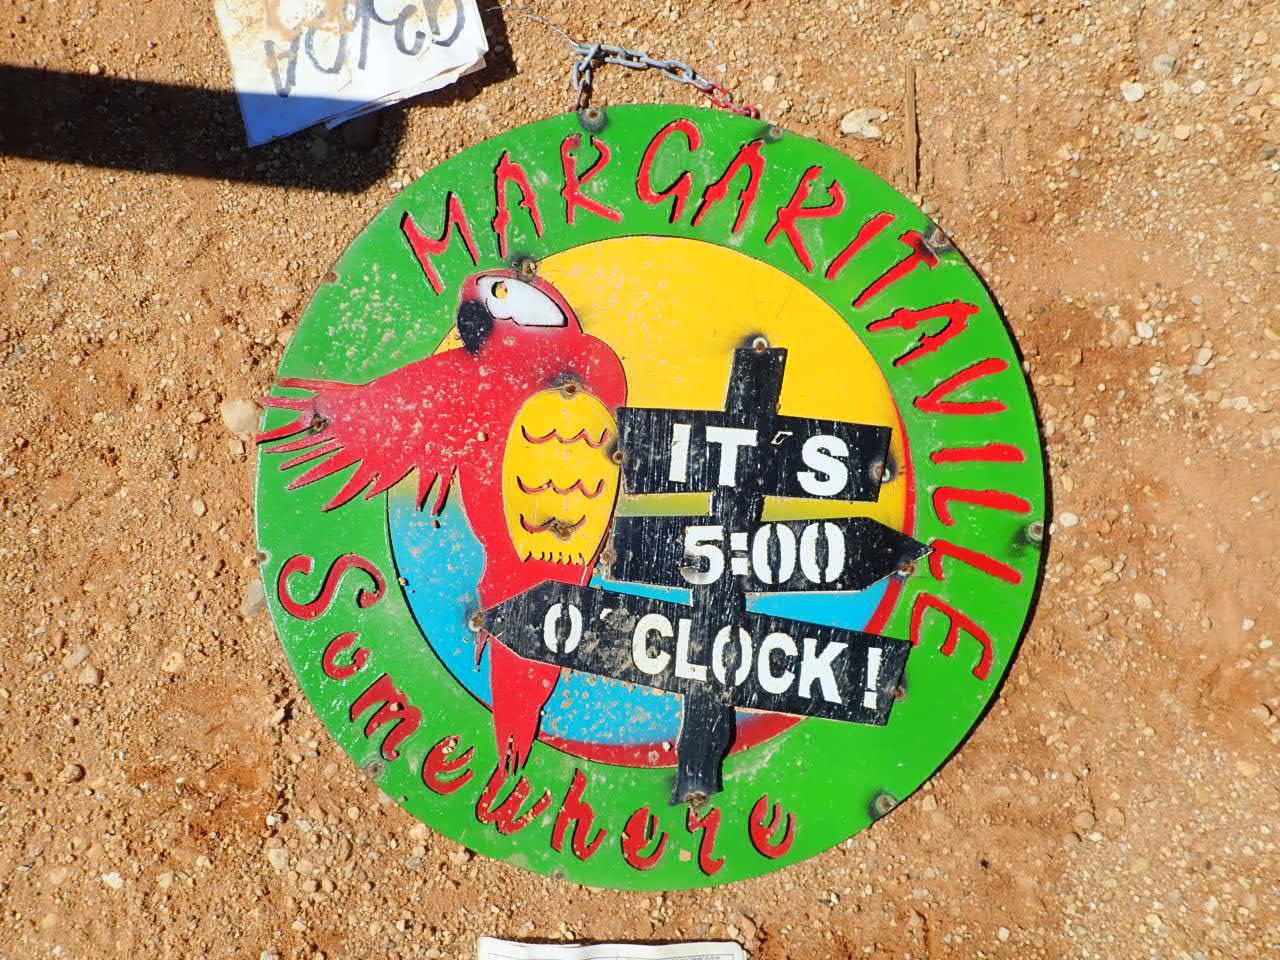 MARGARITAVILLE
IT´S
5:00
O´CLOCK!
Somewhere